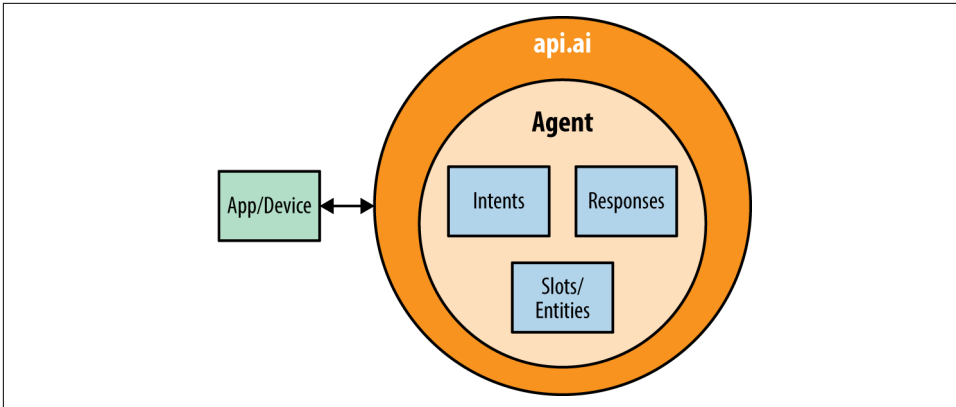 api.ai
Agent
App/Device
Intents
Responses
Slots/
Entities